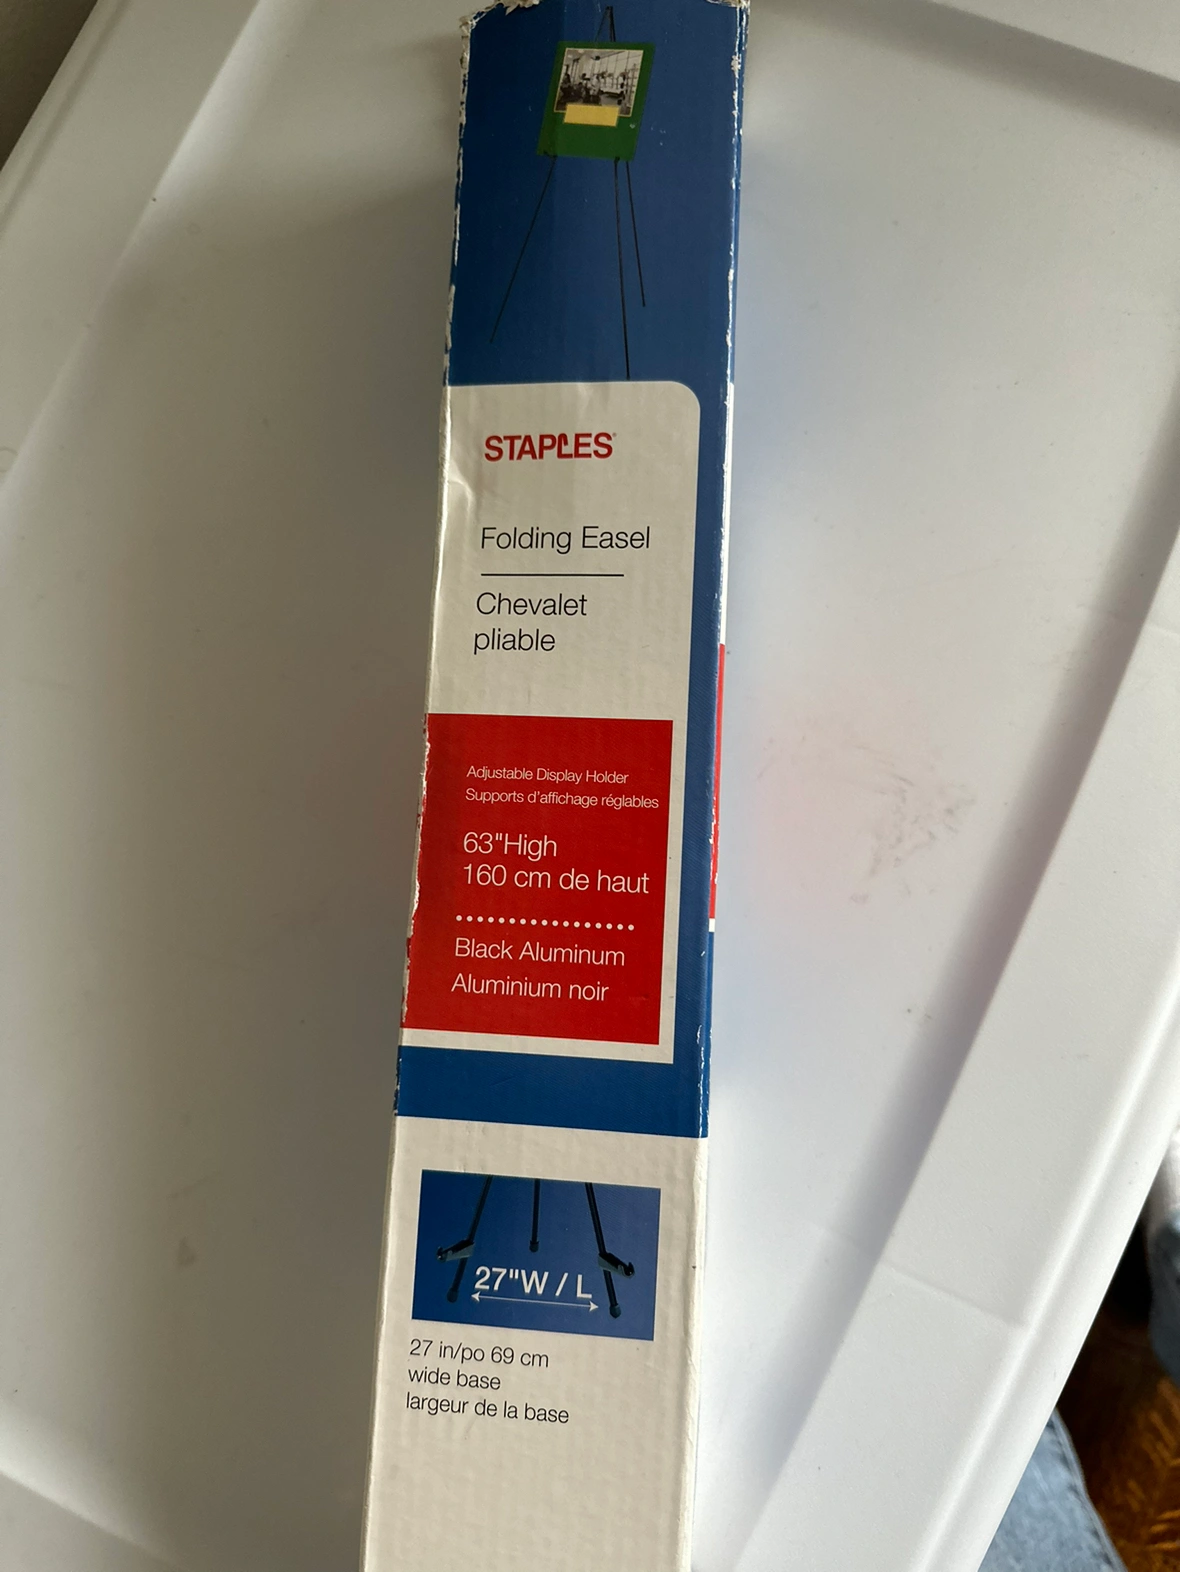 STAPLES
Folding Easel
Chevalet
pliable
Adjustable Display Holder
Supports d'affichage réglables
63"High
160 cm de haut
Black Aluminum
Aluminium noir
27"W / L
27 in/po 69 cm
wide base
largeur de la base